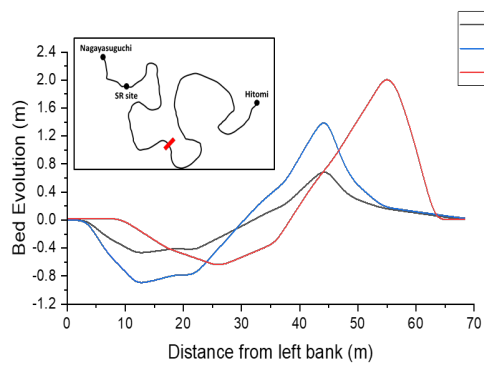 2.4
2.0
1.6
1.2
0.8
0.4
0.0
-0.4
-0.8
-1.2
Bed Evolution (m)
Nagayasuguchi
SR site
Hitomi
0 10 20 30 40 50 60 70
Distance from left bank (m)